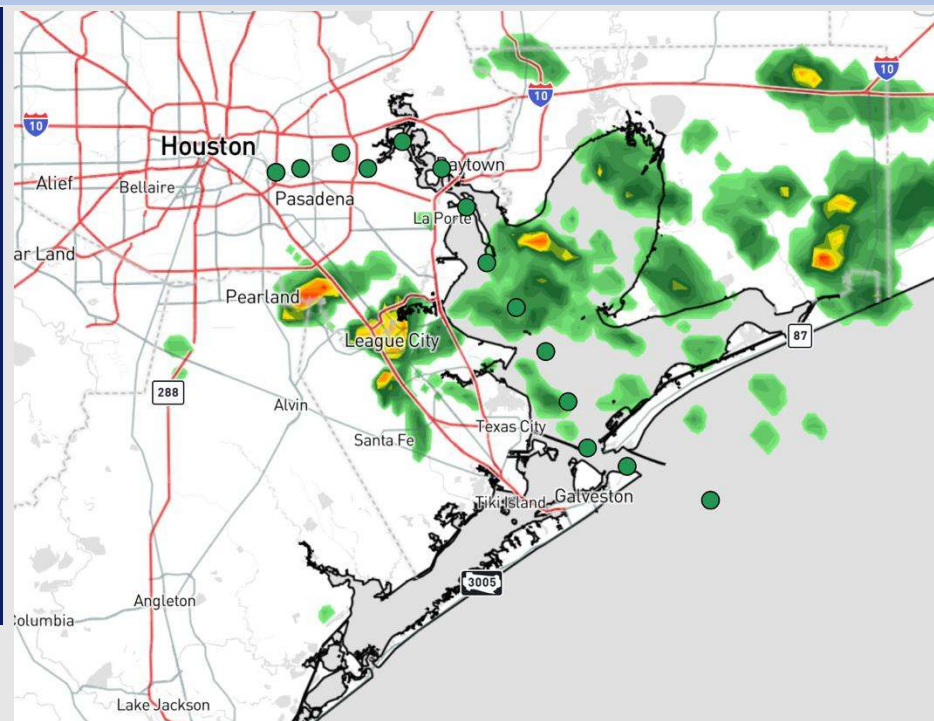 10
10
10
Houston
Baytown
Alief
Bellaire
Pasadena
La Porte
ar Land
Pearland
87
League City
288
Alvin
Texas City
Santa Fe
Tiki Island
Galveston
3005
Angleton
Columbia
Lake Jackson